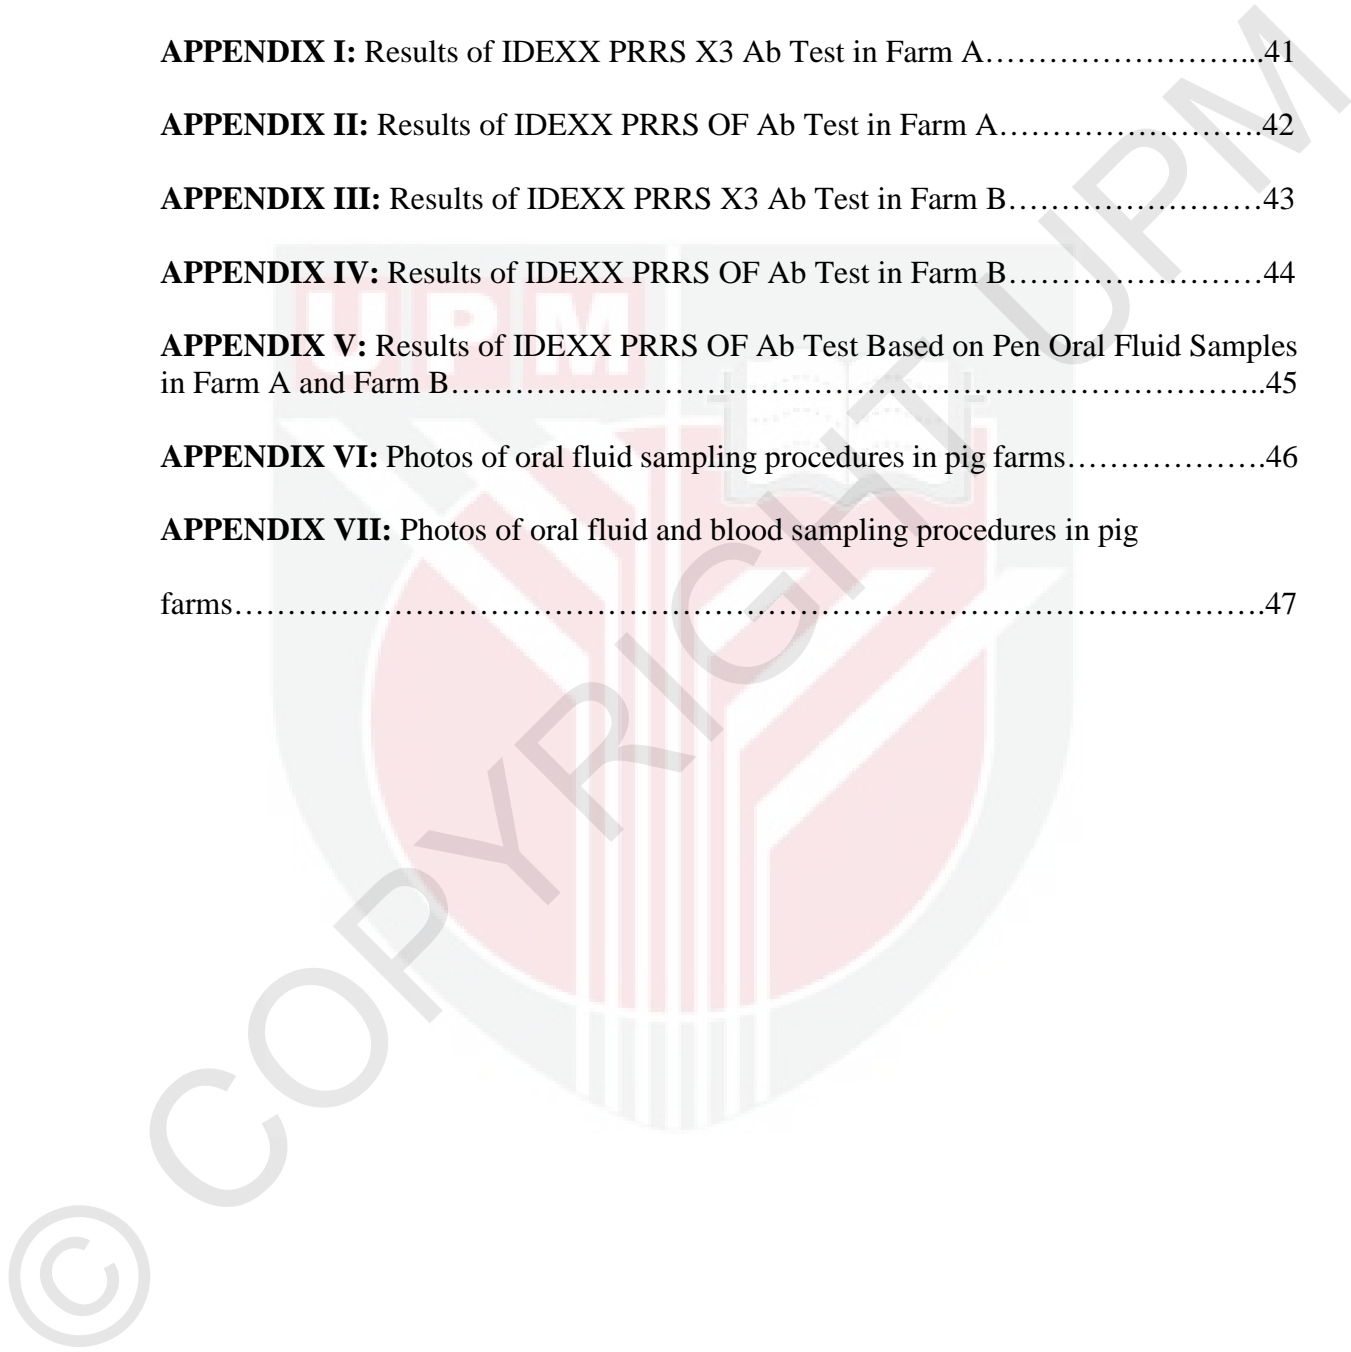 APPENDIX I: Results of IDEXX PRRS X3 Ab Test in Farm A……………………...41
APPENDIX II: Results of IDEXX PRRS OF Ab Test in Farm A…………………….42
APPENDIX III: Results of IDEXX PRRS X3 Ab Test in Farm B……………………43
APPENDIX IV: Results of IDEXX PRRS OF Ab Test in Farm B……………………44
APPENDIX V: Results of IDEXX PRRS OF Ab Test Based on Pen Oral Fluid Samples
in Farm A and Farm B…………………………………………………………………..45
APPENDIX VI: Photos of oral fluid sampling procedures in pig farms……………….46
APPENDIX VII: Photos of oral fluid and blood sampling procedures in pig
farms…………………………………………………………………………………….47
UPM
© COPYRIGHT UPM